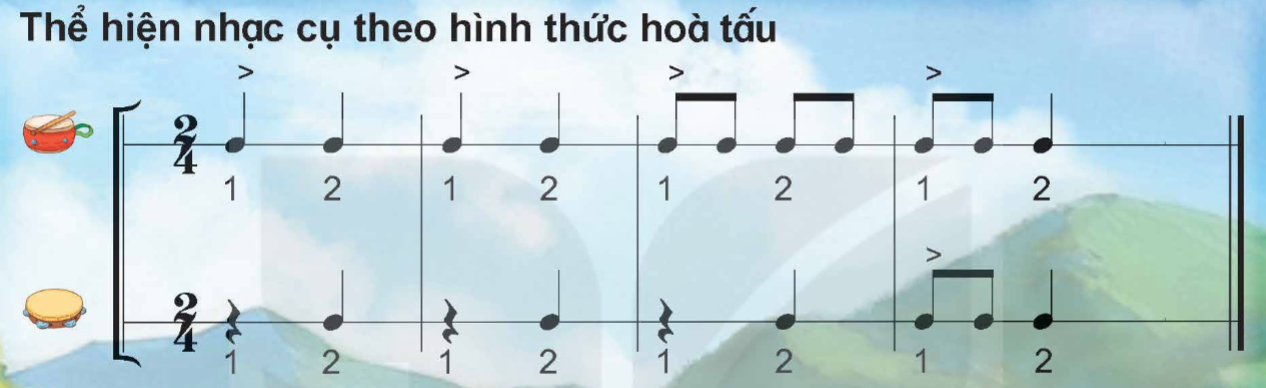 Thể hiện nhạc cụ theo hình thức hoà tấu
> > > >
2 4
1 2 1 2 1 2 1 2
>
2 4
1 2 1 2 1 2 1 2